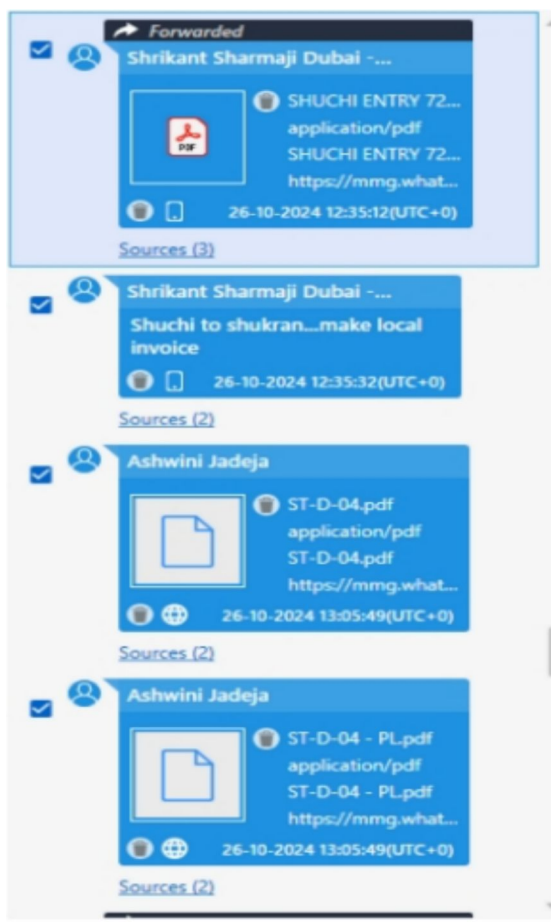 Forwarded
Shrikant Sharmaji Dubai -...
PDF
SHUCHI ENTRY 72...
application/pdf
SHUCHI ENTRY 72...
https://mmg.what...
26-10-2024 12:35:12(UTC+0)
Sources (3)
Shrikant Sharmaji Dubai -...
Shuchi to shukran...make local
invoice
26-10-2024 12:35:32(UTC+0)
Sources (2)
Ashwini Jadeja
ST-D-04.pdf
application/pdf
ST-D-04.pdf
https://mmg.what...
26-10-2024 13:05:49(UTC+0)
Sources (2)
Ashwini Jadeja
ST-D-04 - PL.pdf
application/pdf
ST-D-04 - PL.pdf
https://mmg.what...
26-10-2024 13:05:49(UTC+0)
Sources (2)